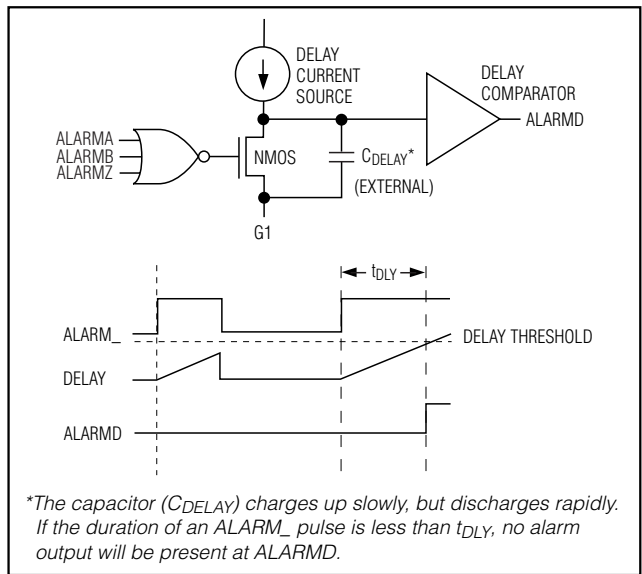 DELAY
CURRENT
SOURCE
DELAY
COMPARATOR
ALARMA
ALARMB
ALARMZ
NMOS
CDELAY*
(EXTERNAL)
ALARMD
G1
tDLY
ALARM_
DELAY THRESHOLD
DELAY
ALARMD
*The capacitor (CDELAY) charges up slowly, but discharges rapidly.
If the duration of an ALARM_ pulse is less than tDLY, no alarm
output will be present at ALARMD.